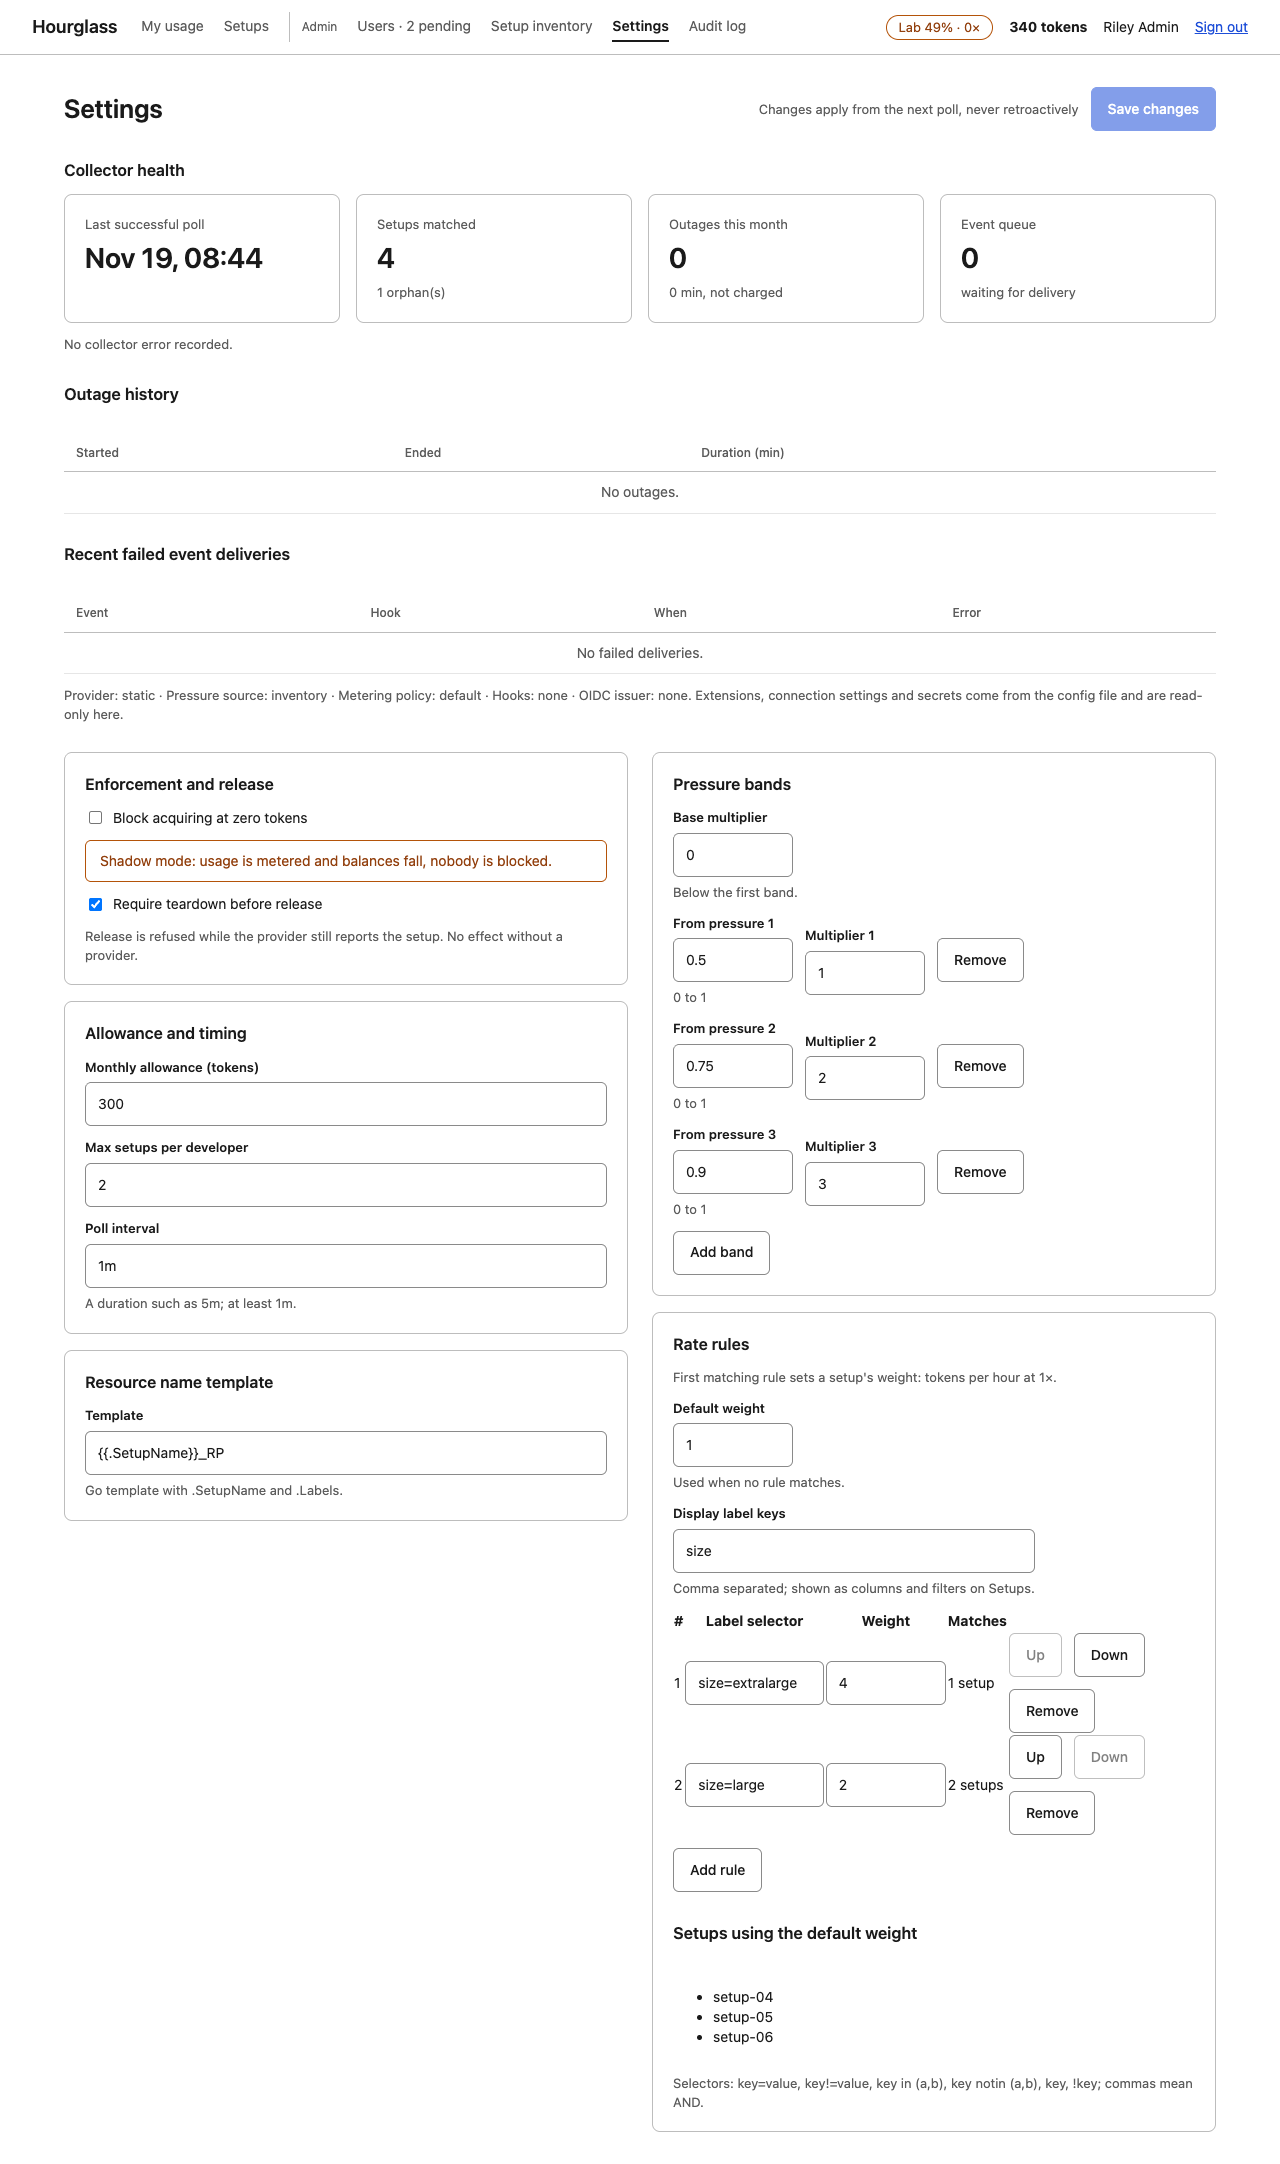 Hourglass
My usage
Setups
Admin
Users · 2 pending
Setup inventory
Settings
Audit log
Lab 49% · 0×
340 tokens
Riley Admin
Sign out
Settings
Changes apply from the next poll, never retroactively
Save changes
Collector health
Last successful poll
Nov 19, 08:44
Setups matched
4
1 orphan(s)
Outages this month
0
0 min, not charged
Event queue
0
waiting for delivery
No collector error recorded.
Outage history
Started
Ended
Duration (min)
No outages.
Recent failed event deliveries
Event
Hook
When
Error
No failed deliveries.
Provider: static · Pressure source: inventory · Metering policy: default · Hooks: none · OIDC issuer: none. Extensions, connection settings and secrets come from the config file and are read-
only here.
Enforcement and release
Block acquiring at zero tokens
Shadow mode: usage is metered and balances fall, nobody is blocked.
Require teardown before release
Release is refused while the provider still reports the setup. No effect without a
provider.
Allowance and timing
Monthly allowance (tokens)
300
Max setups per developer
2
Poll interval
1m
A duration such as 5m; at least 1m.
Resource name template
Template
{{.SetupName}}_RP
Go template with .SetupName and .Labels.
Pressure bands
Base multiplier
0
Below the first band.
From pressure 1
0.5
0 to 1
Multiplier 1
1
Remove
From pressure 2
0.75
0 to 1
Multiplier 2
2
Remove
From pressure 3
0.9
0 to 1
Multiplier 3
3
Remove
Add band
Rate rules
First matching rule sets a setup's weight: tokens per hour at 1×.
Default weight
1
Used when no rule matches.
Display label keys
size
Comma separated; shown as columns and filters on Setups.
#
Label selector
Weight
Matches
1
size=extralarge
4
1 setup
Up
Down
Remove
2
size=large
2
2 setups
Up
Down
Remove
Add rule
Setups using the default weight
• setup-04
• setup-05
• setup-06
Selectors: key=value, key!=value, key in (a,b), key notin (a,b), key, !key; commas mean
AND.